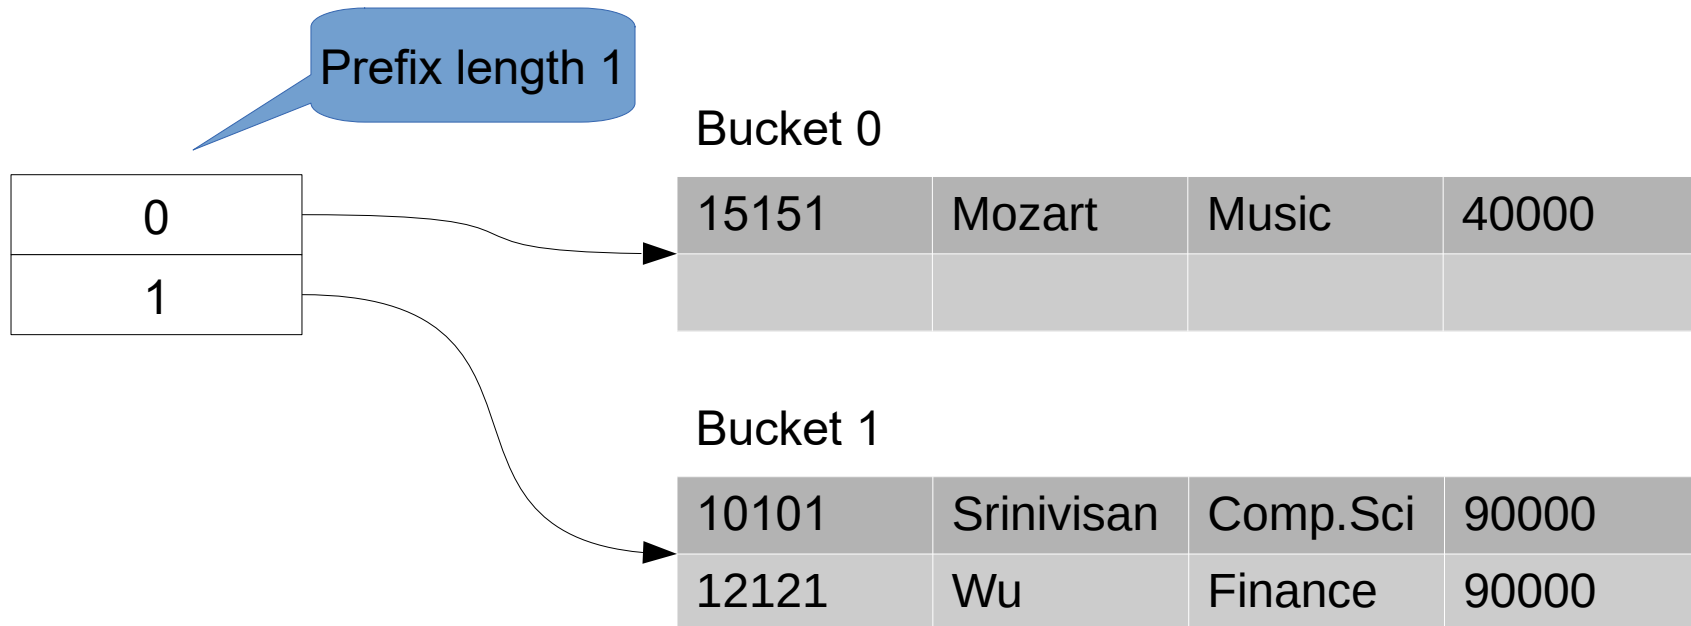 Prefix length 1
Bucket 0
0
15151 Mozart Music 40000
1
Bucket 1
10101 Srinivisan Comp.Sci 90000
12121 Wu Finance 90000